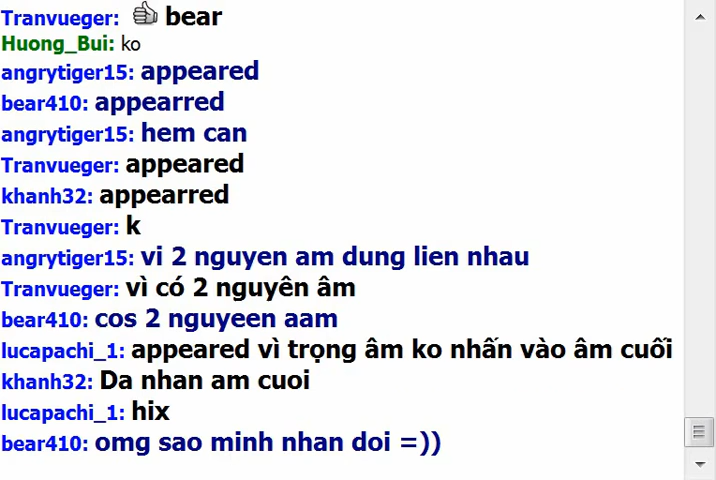 Tranvueger: bear
Huong_Bui: ko
angrytiger15: appeared
bear410: appearred
angrytiger15: hem can
Tranvueger: appeared
khanh32: appearred
Tranvueger: k
angrytiger15: vi 2 nguyen am dung lien nhau
Tranvueger: vì có 2 nguyên âm
bear410: cos 2 nguyeen aam
lucapachi_1: appeared vì trọng âm ko nhấn vào âm cuối
khanh32: Da nhan am cuoi
lucapachi_1: hix
bear410: omg sao minh nhan doi =))